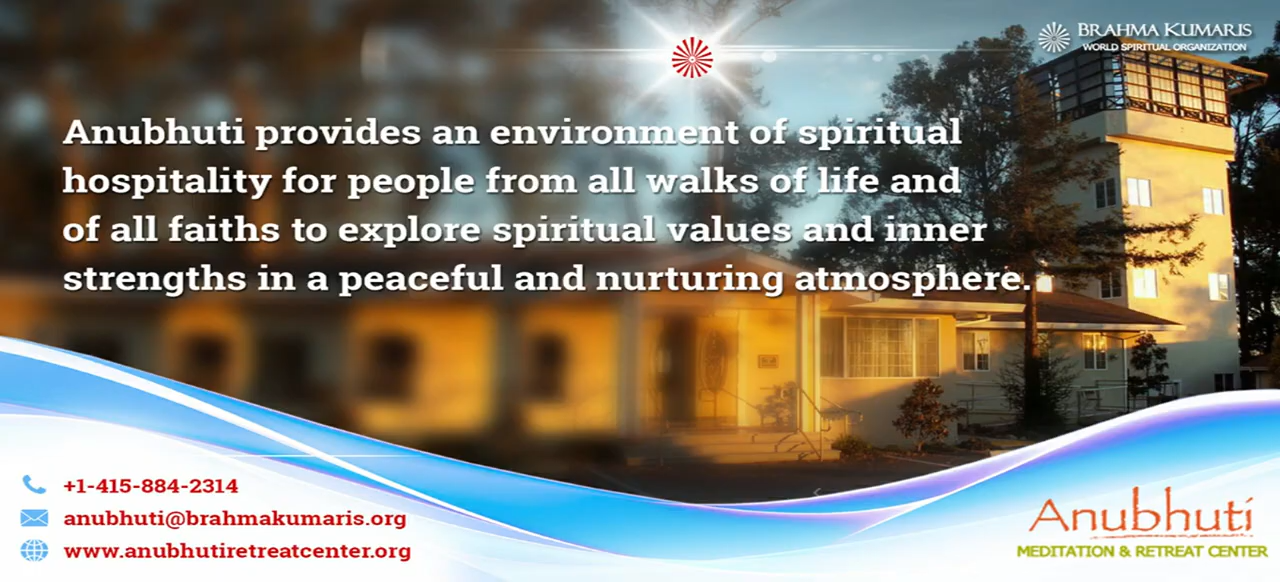 BRAHMA KUMARIS
WORLD SPIRITUAL ORGANIZATION
Anubhuti provides an environment of spiritual
hospitality for people from all walks of life and
of all faiths to explore spiritual values and inner
strengths in a peaceful and nurturing atmosphere.
+1-415-884-2314
anubhuti@brahmakumaris.org
www.anubhutiretreatcenter.org
Anubhuti
MEDITATION & RETREAT CENTER